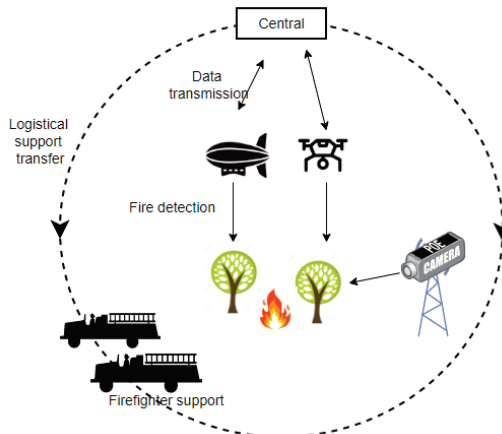 Central
Data
transmission
Logistical
support
transfer
Fire detection
POE
CAMERA
Firefighter support